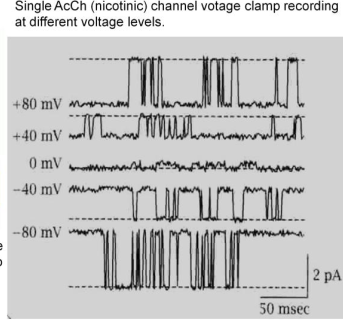 Single AcCh (nicotinic) channel votage clamp recording
at different voltage levels.
+80 mV
+40 mV
0 mV
−40 mV
−80 mV
2 pA
50 msec